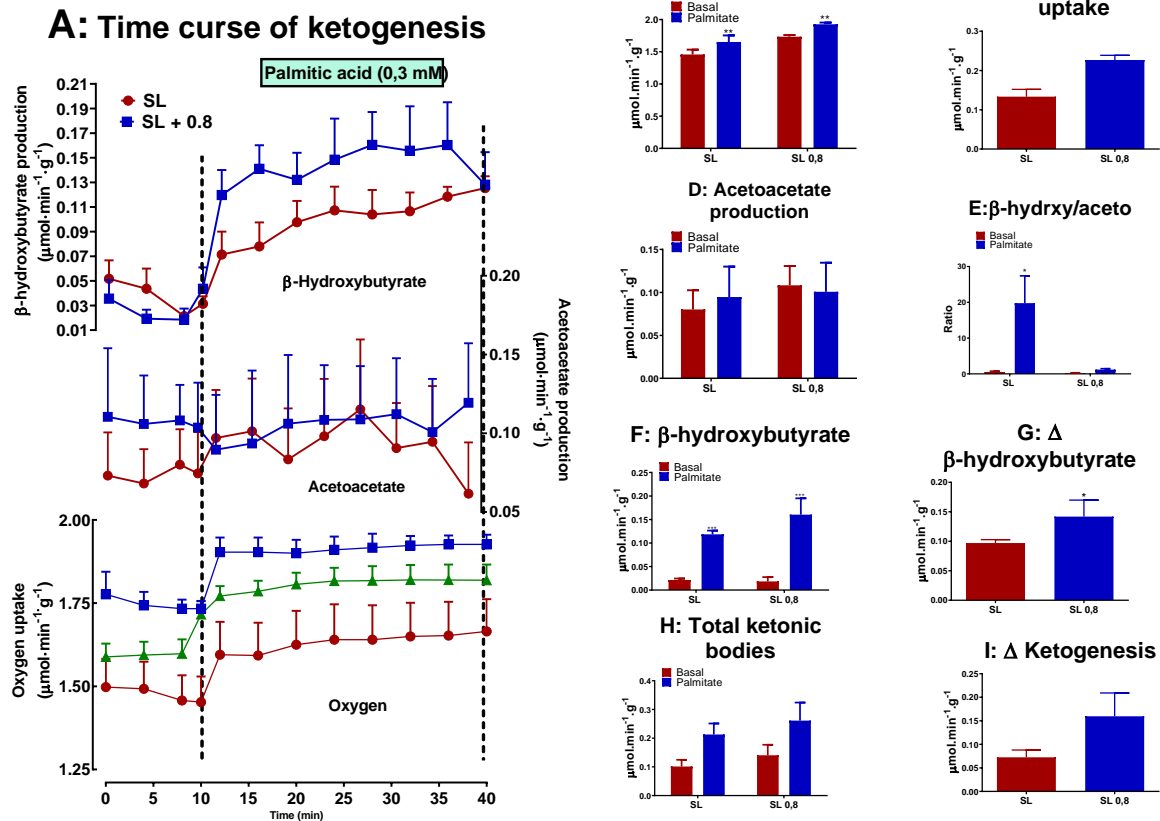 A: Time curse of ketogenesis
Palmitic acid (0,3 mM)
SL
SL + 0.8
β-hydroxybutyrate production
(μmol·min⁻¹·g⁻¹)
0.21
0.19
0.17
0.15
0.13
0.11
0.09
0.07
0.05
0.03
0.01
β-Hydroxybutyrate
0.20
0.15
0.10
0.05
Acetoacetate production
(μmol·min⁻¹·g⁻¹)
Acetoacetate
Oxygen uptake
(μmol·min⁻¹·g⁻¹)
2.00
1.75
1.50
1.25
Oxygen
0 5 10 15 20 25 30 35 40
Time (min)
Basal
Palmitate
μmol.min⁻¹.g⁻¹
2.0
1.5
1.0
0.5
0.0
**
**
SL
SL 0,8
uptake
μmol.min⁻¹.g⁻¹
0.3
0.2
0.1
0.0
SL
SL 0,8
D: Acetoacetate
production
Basal
Palmitate
μmol.min⁻¹.g⁻¹
0.15
0.10
0.05
0.00
SL
SL 0,8
E:β-hydrxy/aceto
Basal
Palmitate
Ratio
30
20
10
0
*
SL
SL 0,8
F: β-hydroxybutyrate
Basal
Palmitate
μmol.min⁻¹.g⁻¹
0.25
0.20
0.15
0.10
0.05
0.00
***
***
SL
SL 0,8
G: Δ
β-hydroxybutyrate
μmol.min⁻¹.g⁻¹
0.20
0.15
0.10
0.05
0.00
*
SL
SL 0,8
H: Total ketonic
bodies
Basal
Palmitate
μmol.min⁻¹.g⁻¹
0.4
0.3
0.2
0.1
0.0
SL
SL 0,8
I: Δ Ketogenesis
μmol.min⁻¹.g⁻¹
0.25
0.20
0.15
0.10
0.05
0.00
SL
SL 0,8